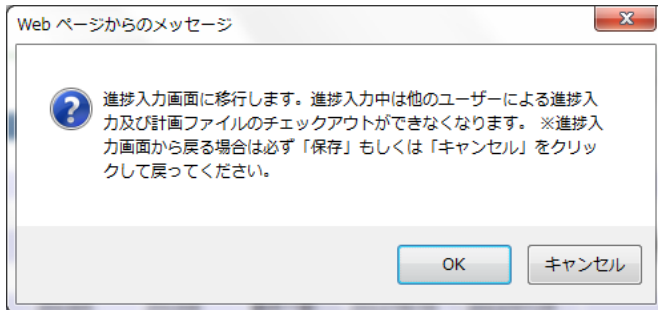 Web ページからのメッセージ
進捗入力画面に移行します。進捗入力中は他のユーザーによる進捗入
力及び計画ファイルのチェックアウトができなくなります。 ※進捗入
力画面から戻る場合は必ず「保存」もしくは「キャンセル」をクリッ
クして戻ってください。
OK
キャンセル